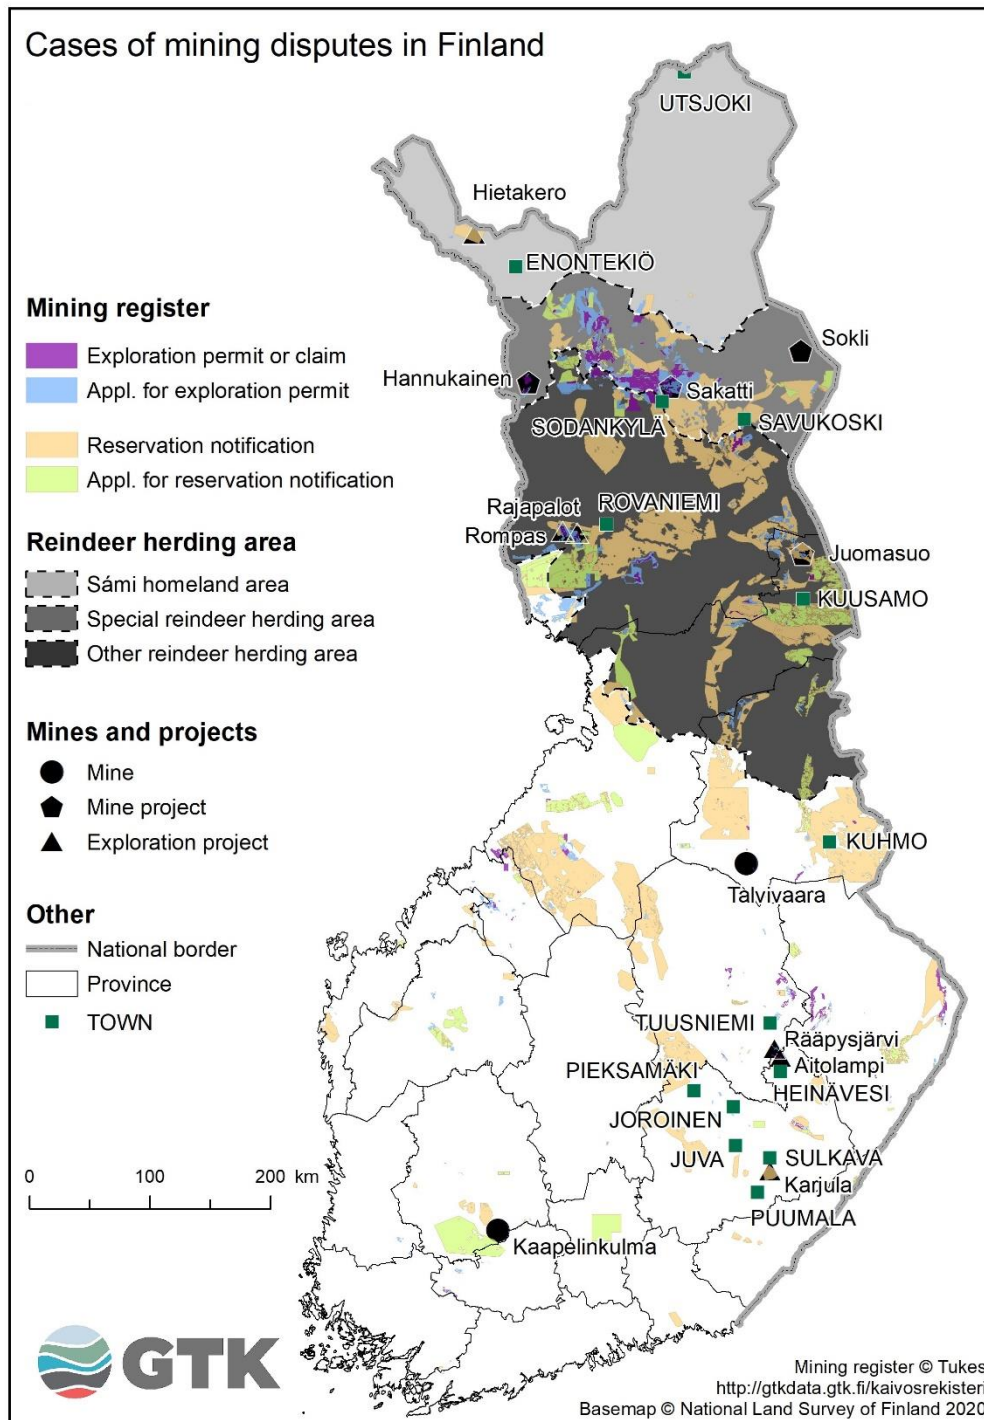 Cases of mining disputes in Finland
UTSJOKI
Hietakero
ENONTEKIÖ
Mining register
Exploration permit or claim
Appl. for exploration permit
Reservation notification
Appl. for reservation notification
Sokli
Hannukainen
Sakatti
SODANKYLÄ
SAVUKOSKI
Rajapalot
ROVANIEMI
Rompas
Juomasuo
KUUSAMO
Reindeer herding area
Sámi homeland area
Special reindeer herding area
Other reindeer herding area
Mines and projects
Mine
Mine project
Exploration project
KUHMO
Talvivaara
Other
National border
Province
TOWN
TUUSNIEMI
Rääpysjärvi
Aitolampi
PIEKSAMÄKI
HEINÄVESI
JOROINEN
JUVA
SULKAVA
Karjula
PUUMALA
0 100 200 km
Kaapelinkulma
GTK
Mining register © Tukes
http://gtkdata.gtk.fi/kaivosrekisteri
Basemap © National Land Survey of Finland 2020